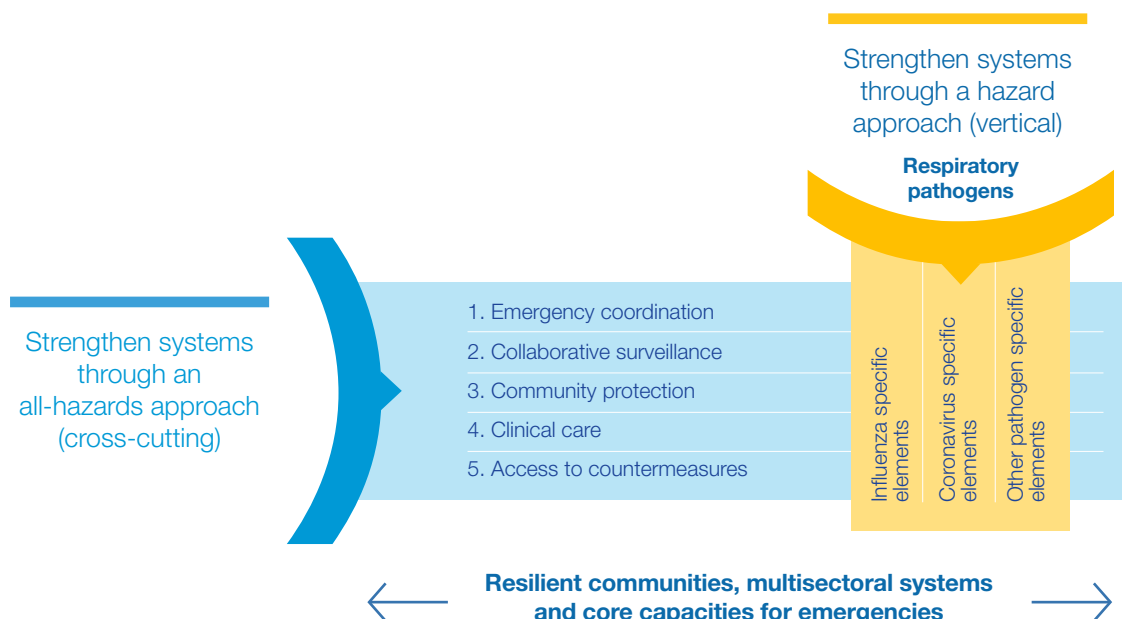 Strengthen systems
through a hazard
approach (vertical)
Respiratory
pathogens
Strengthen systems
through an
all-hazards approach
(cross-cutting)
1. Emergency coordination
2. Collaborative surveillance
3. Community protection
4. Clinical care
5. Access to countermeasures
Influenza specific
elements
Coronavirus specific
elements
Other pathogen specific
elements
Resilient communities, multisectoral systems
and core capacities for emergencies